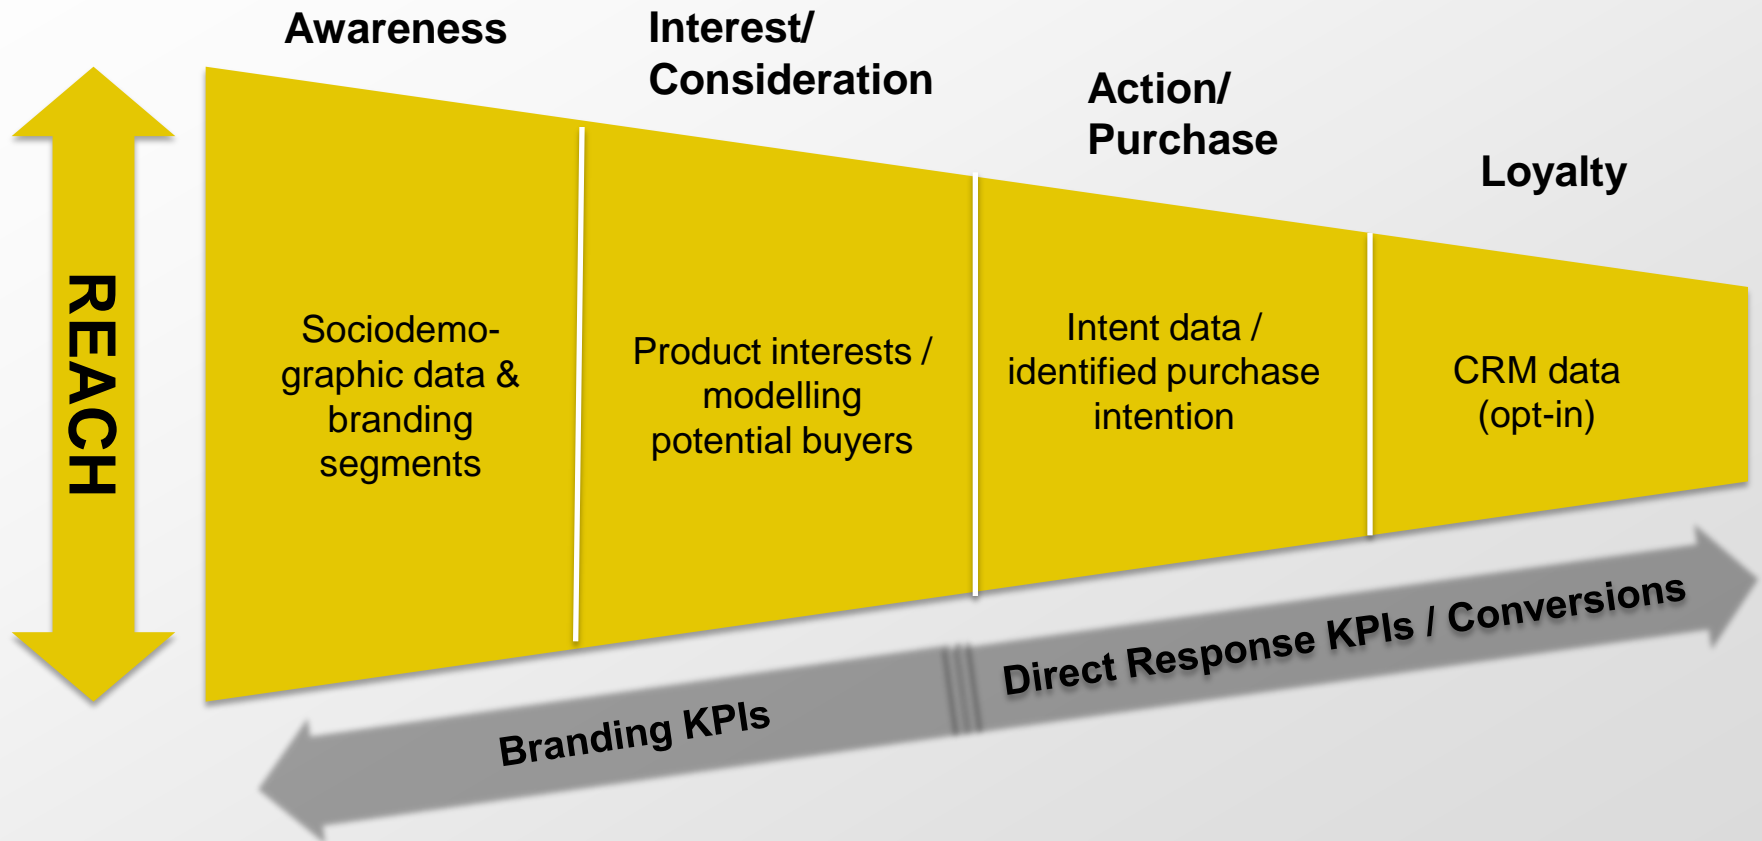 Awareness
Interest/
Consideration
Action/
Purchase
Loyalty
REACH
Sociodemo-
graphic data &
branding
segments
Product interests /
modelling
potential buyers
Intent data /
identified purchase
intention
CRM data
(opt-in)
Branding KPIs
Direct Response KPIs / Conversions